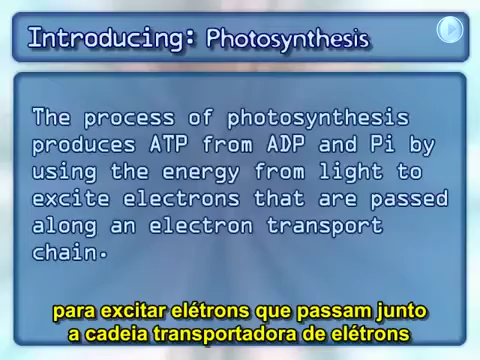 Introducing: Photosynthesis
The process of photosynthesis
produces ATP from ADP and Pi by
using the energy from light to
excite electrons that are passed
along an electron transport
chain.
para excitar elétrons que passam junto
a cadeia transportadora de elétrons